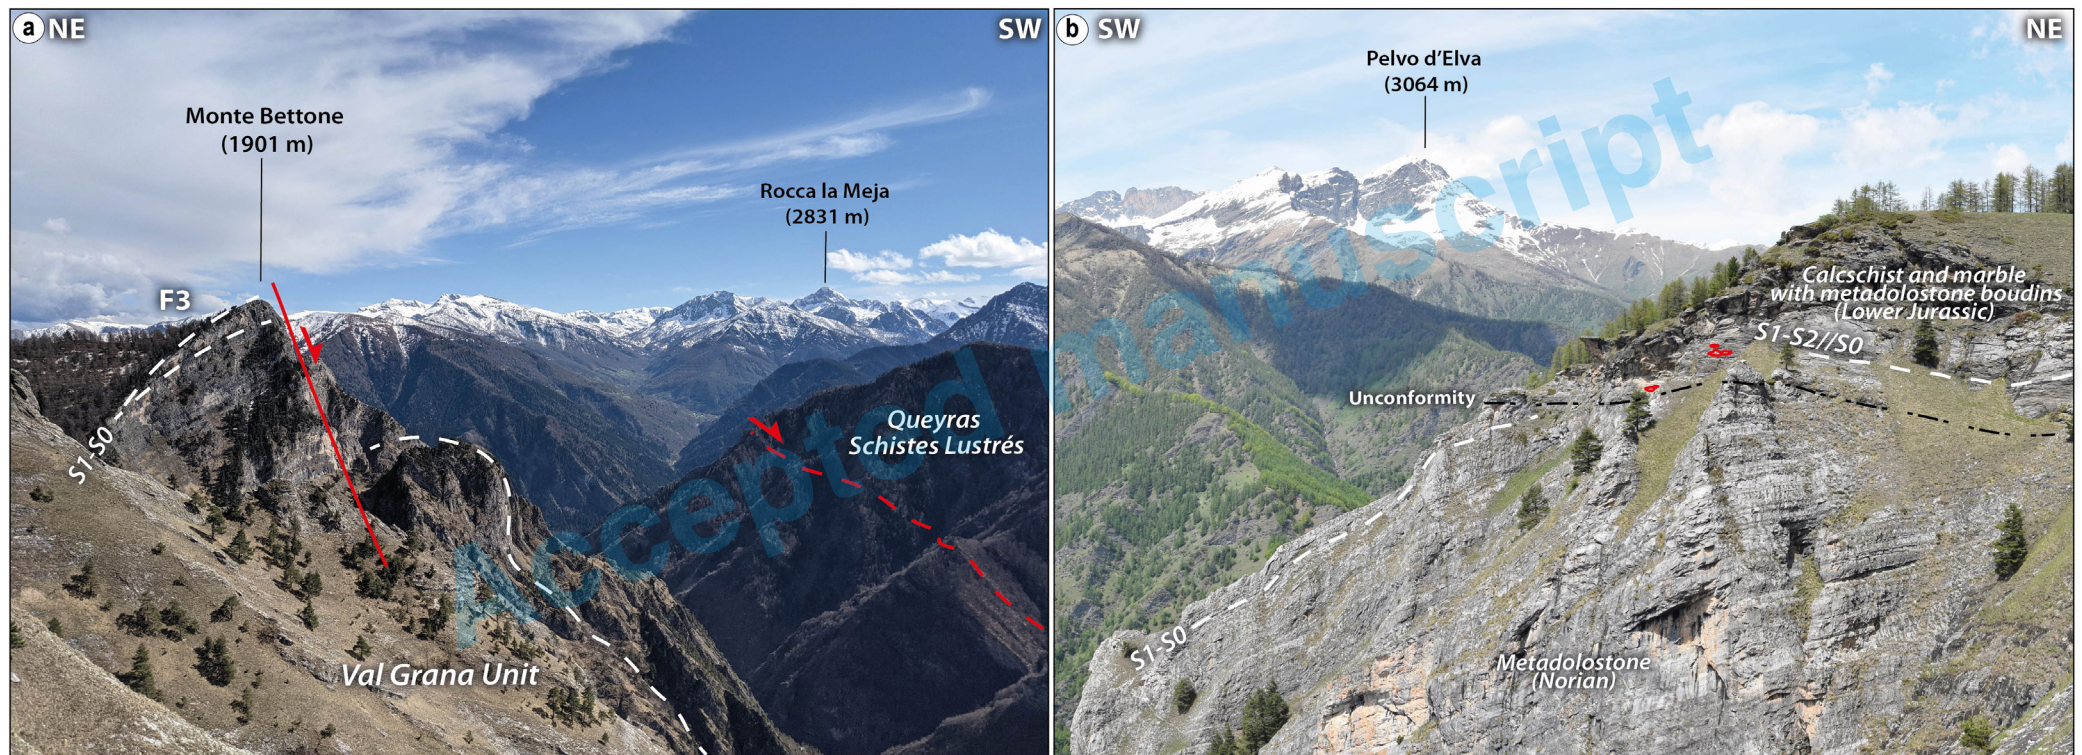 a NE
SW
Monte Bettone
(1901 m)
Rocca la Meja
(2831 m)
F3
S1-S0
Queyras
Schistes Lustrés
Val Grana Unit
b SW
NE
Pelvo d'Elva
(3064 m)
Calcschist and marble
with metadolostone boudins
(Lower Jurassic)
S1-S2//S0
Unconformity
S1-S0
Metadolostone
(Norian)
Accepted manuscript